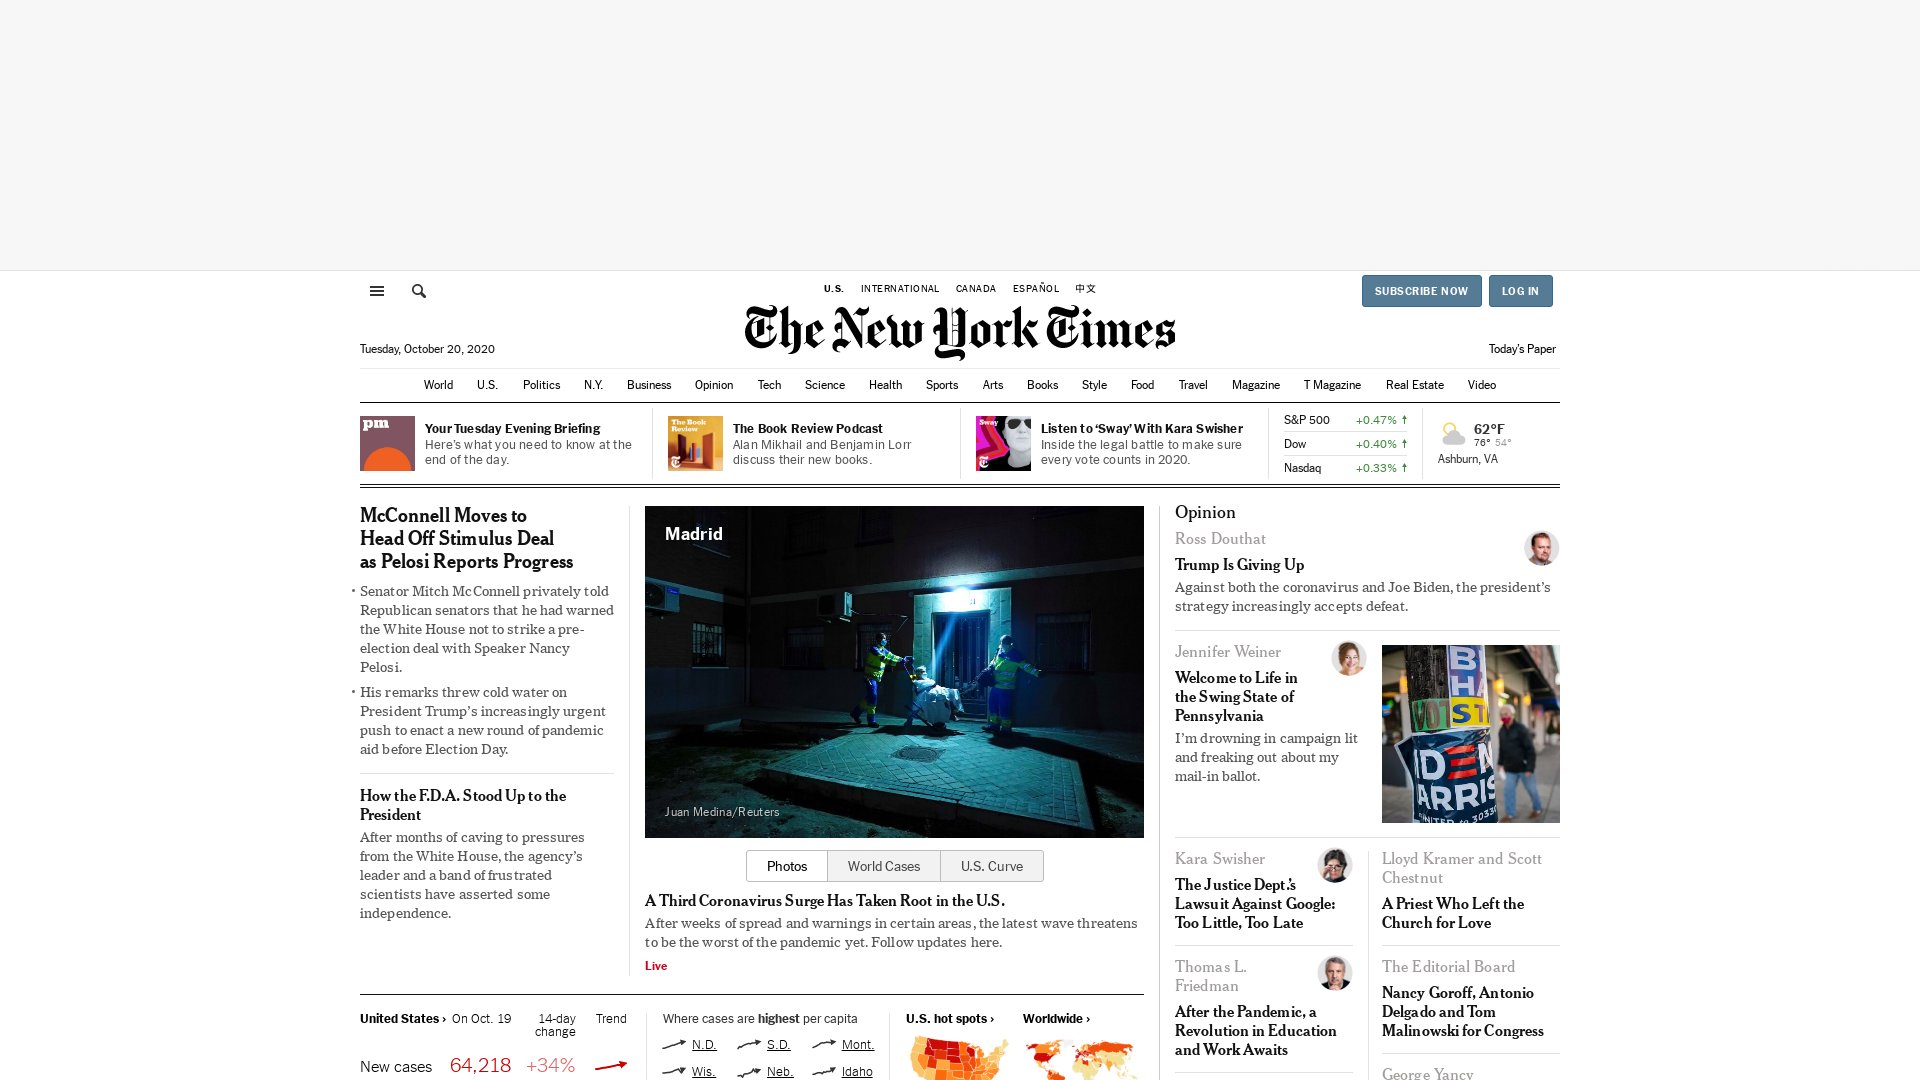 U.S.
INTERNATIONAL
CANADA
ESPAÑOL
中文
SUBSCRIBE NOW
LOG IN
The New York Times
Tuesday, October 20, 2020
Today's Paper
World
U.S.
Politics
N.Y.
Business
Opinion
Tech
Science
Health
Sports
Arts
Books
Style
Food
Travel
Magazine
T Magazine
Real Estate
Video
pm
Your Tuesday Evening Briefing
Here's what you need to know at the
end of the day.
The Book
Review
The Book Review Podcast
Alan Mikhail and Benjamin Lorr
discuss their new books.
Sway
Listen to ‘Sway’ With Kara Swisher
Inside the legal battle to make sure
every vote counts in 2020.
S&P 500 +0.47%
Dow +0.40%
Nasdaq +0.33%
62°F
76° 54°
Ashburn, VA
McConnell Moves to
Head Off Stimulus Deal
as Pelosi Reports Progress
Senator Mitch McConnell privately told
Republican senators that he had warned
the White House not to strike a pre-
election deal with Speaker Nancy
Pelosi.
His remarks threw cold water on
President Trump's increasingly urgent
push to enact a new round of pandemic
aid before Election Day.
How the F.D.A. Stood Up to the
President
After months of caving to pressures
from the White House, the agency's
leader and a band of frustrated
scientists have asserted some
independence.
Madrid
Juan Medina/Reuters
Photos
World Cases
U.S. Curve
A Third Coronavirus Surge Has Taken Root in the U.S.
After weeks of spread and warnings in certain areas, the latest wave threatens
to be the worst of the pandemic yet. Follow updates here.
Live
Opinion
Ross Douthat
Trump Is Giving Up
Against both the coronavirus and Joe Biden, the president's
strategy increasingly accepts defeat.
Jennifer Weiner
Welcome to Life in
the Swing State of
Pennsylvania
I'm drowning in campaign lit
and freaking out about my
mail-in ballot.
VOT
ST
IDEN
ARRIS
Kara Swisher
The Justice Dept.'s
Lawsuit Against Google:
Too Little, Too Late
Lloyd Kramer and Scott
Chestnut
A Priest Who Left the
Church for Love
Thomas L.
Friedman
After the Pandemic, a
Revolution in Education
and Work Awaits
The Editorial Board
Nancy Goroff, Antonio
Delgado and Tom
Malinowski for Congress
George Yancy
United States › On Oct. 19
14-day
change
Trend
New cases 64,218 +34%
Where cases are highest per capita
N.D.
S.D.
Mont.
Wis.
Neb.
Idaho
U.S. hot spots ›
Worldwide ›